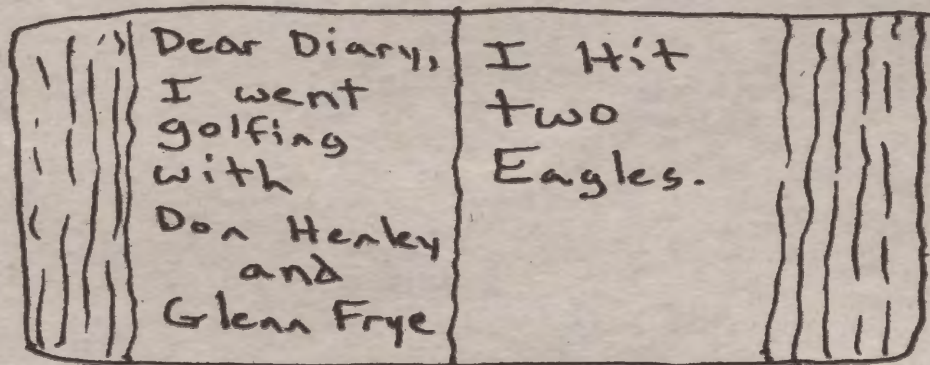 Dear Diary,
I went
golfing
with
Don Henley
and
Glenn Frye
I Hit
two
Eagles.